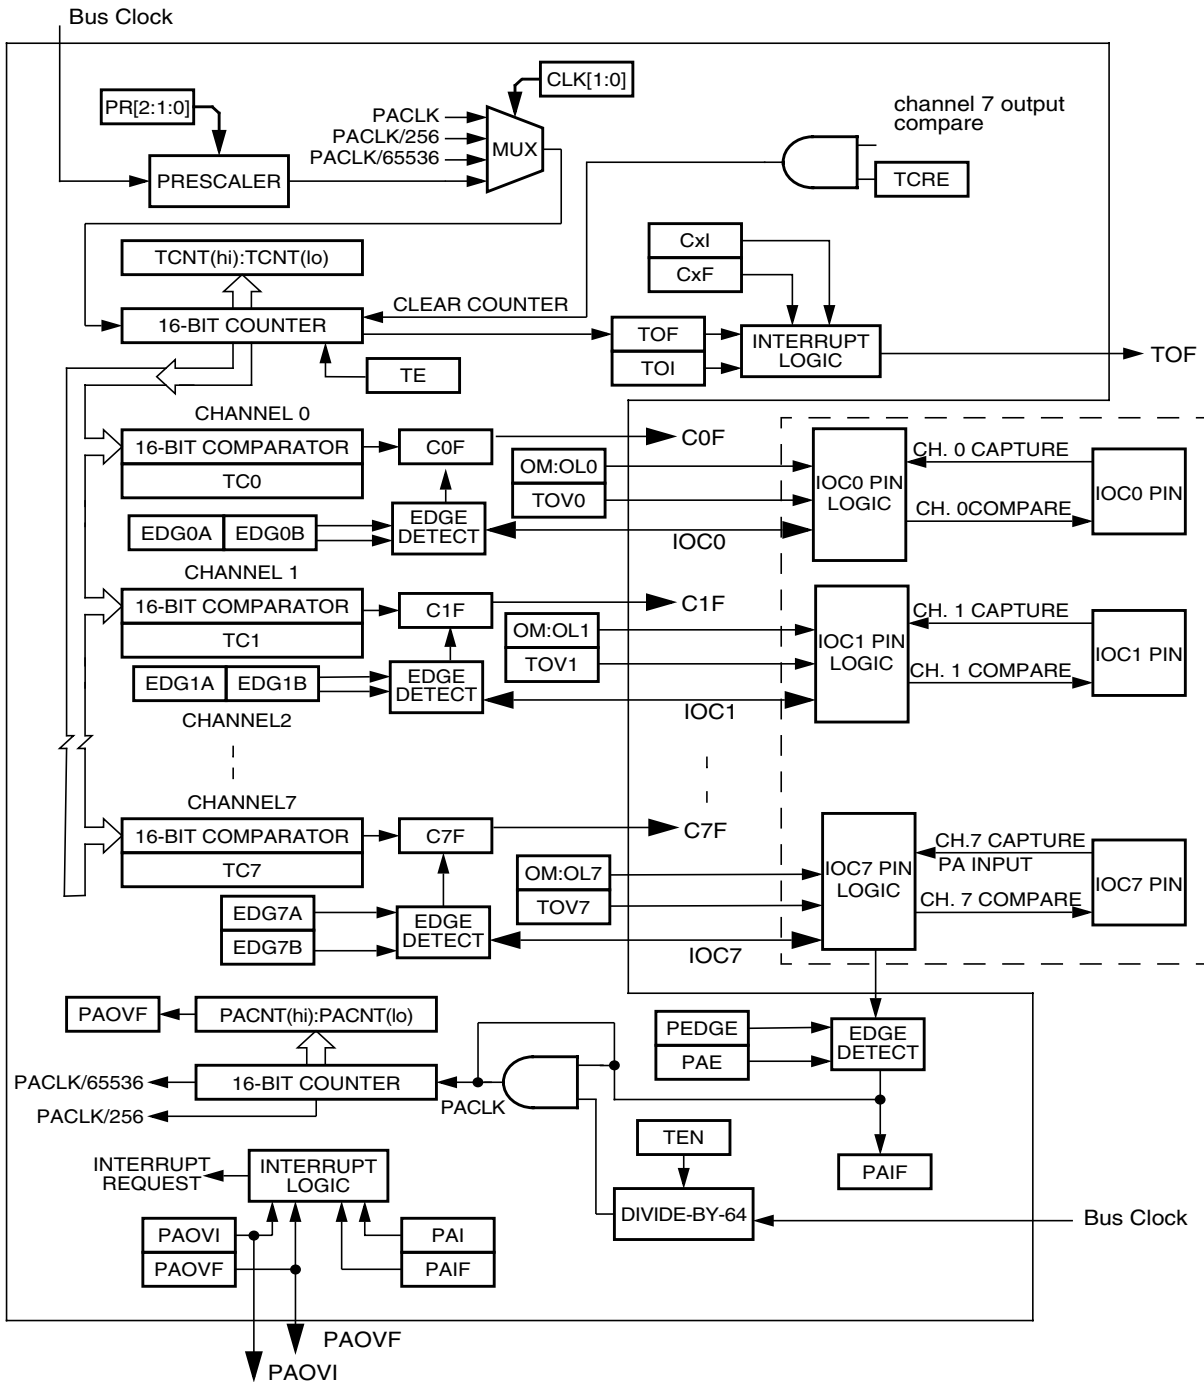 Bus Clock
CLK[1:0]
PR[2:1:0]
channel 7 output
compare
PACLK
PACLK/256
PACLK/65536
MUX
PRESCALER
TCRE
TCNT(hi):TCNT(lo)
CxI
CxF
CLEAR COUNTER
16-BIT COUNTER
TOF
TOI
INTERRUPT
LOGIC
TOF
TE
CHANNEL 0
16-BIT COMPARATOR
TC0
C0F
C0F
OM:OL0
TOV0
IOC0 PIN
LOGIC
CH. 0 CAPTURE
CH. 0COMPARE
IOC0 PIN
EDG0A
EDG0B
EDGE
DETECT
IOC0
CHANNEL 1
16-BIT COMPARATOR
TC1
C1F
C1F
OM:OL1
TOV1
IOC1 PIN
LOGIC
CH. 1 CAPTURE
CH. 1 COMPARE
IOC1 PIN
EDG1A
EDG1B
EDGE
DETECT
IOC1
CHANNEL2
CHANNEL7
16-BIT COMPARATOR
TC7
C7F
C7F
OM:OL7
TOV7
IOC7 PIN
LOGIC
CH.7 CAPTURE
PA INPUT
CH. 7 COMPARE
IOC7 PIN
EDG7A
EDG7B
EDGE
DETECT
IOC7
PAOVF
PACNT(hi):PACNT(lo)
PEDGE
PAE
EDGE
DETECT
PACLK/65536
16-BIT COUNTER
PACLK
PACLK/256
TEN
PAIF
INTERRUPT
REQUEST
INTERRUPT
LOGIC
DIVIDE-BY-64
Bus Clock
PAOVI
PAOVF
PAI
PAIF
PAOVF
PAOVI